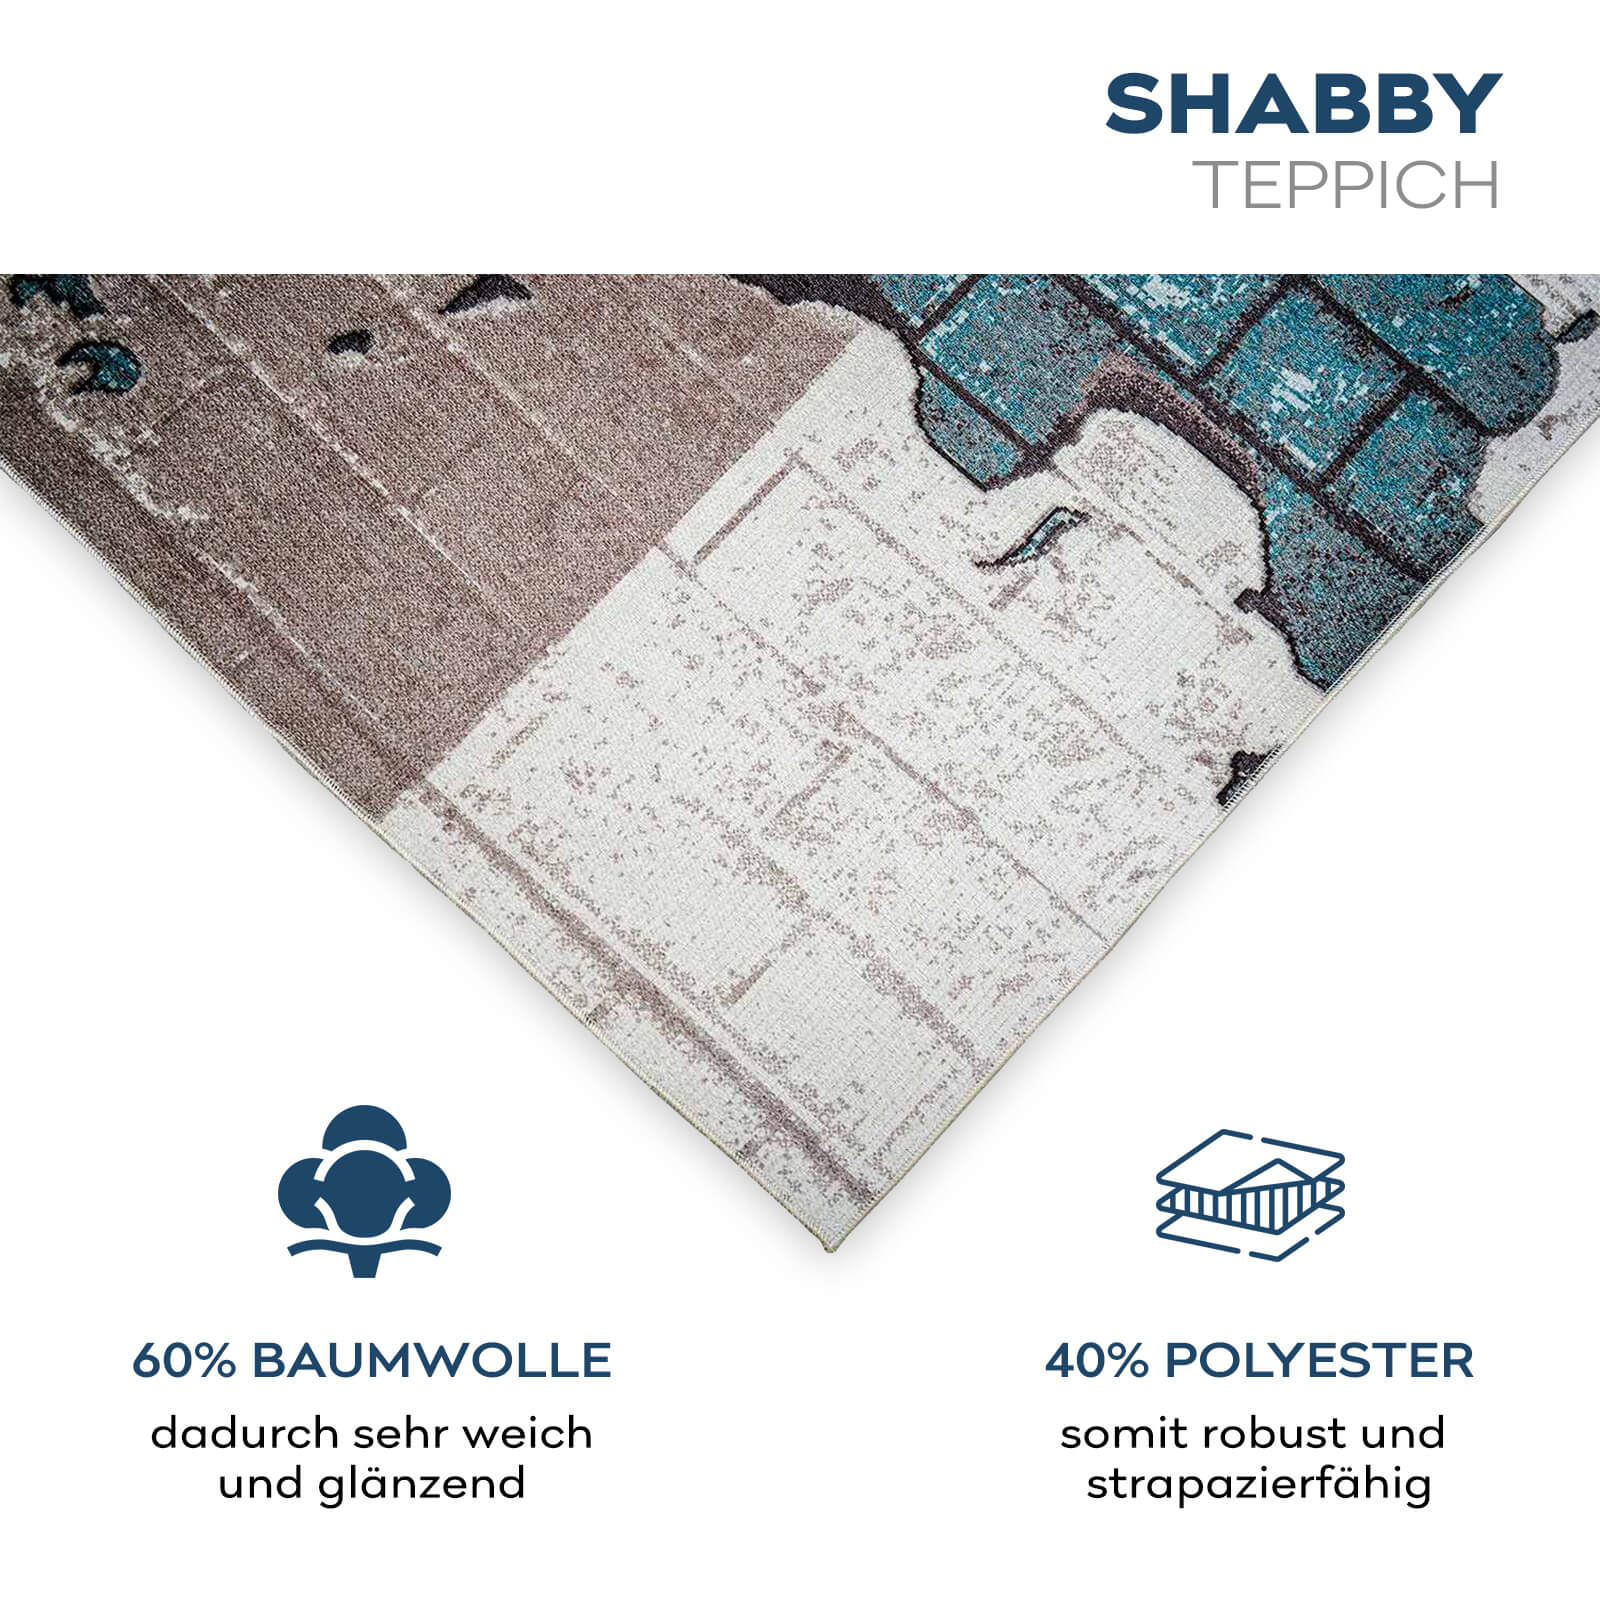 SHABBY
TEPPICH
60% BAUMWOLLE
dadurch sehr weich
und glänzend
40% POLYESTER
somit robust und
strapazierfähig